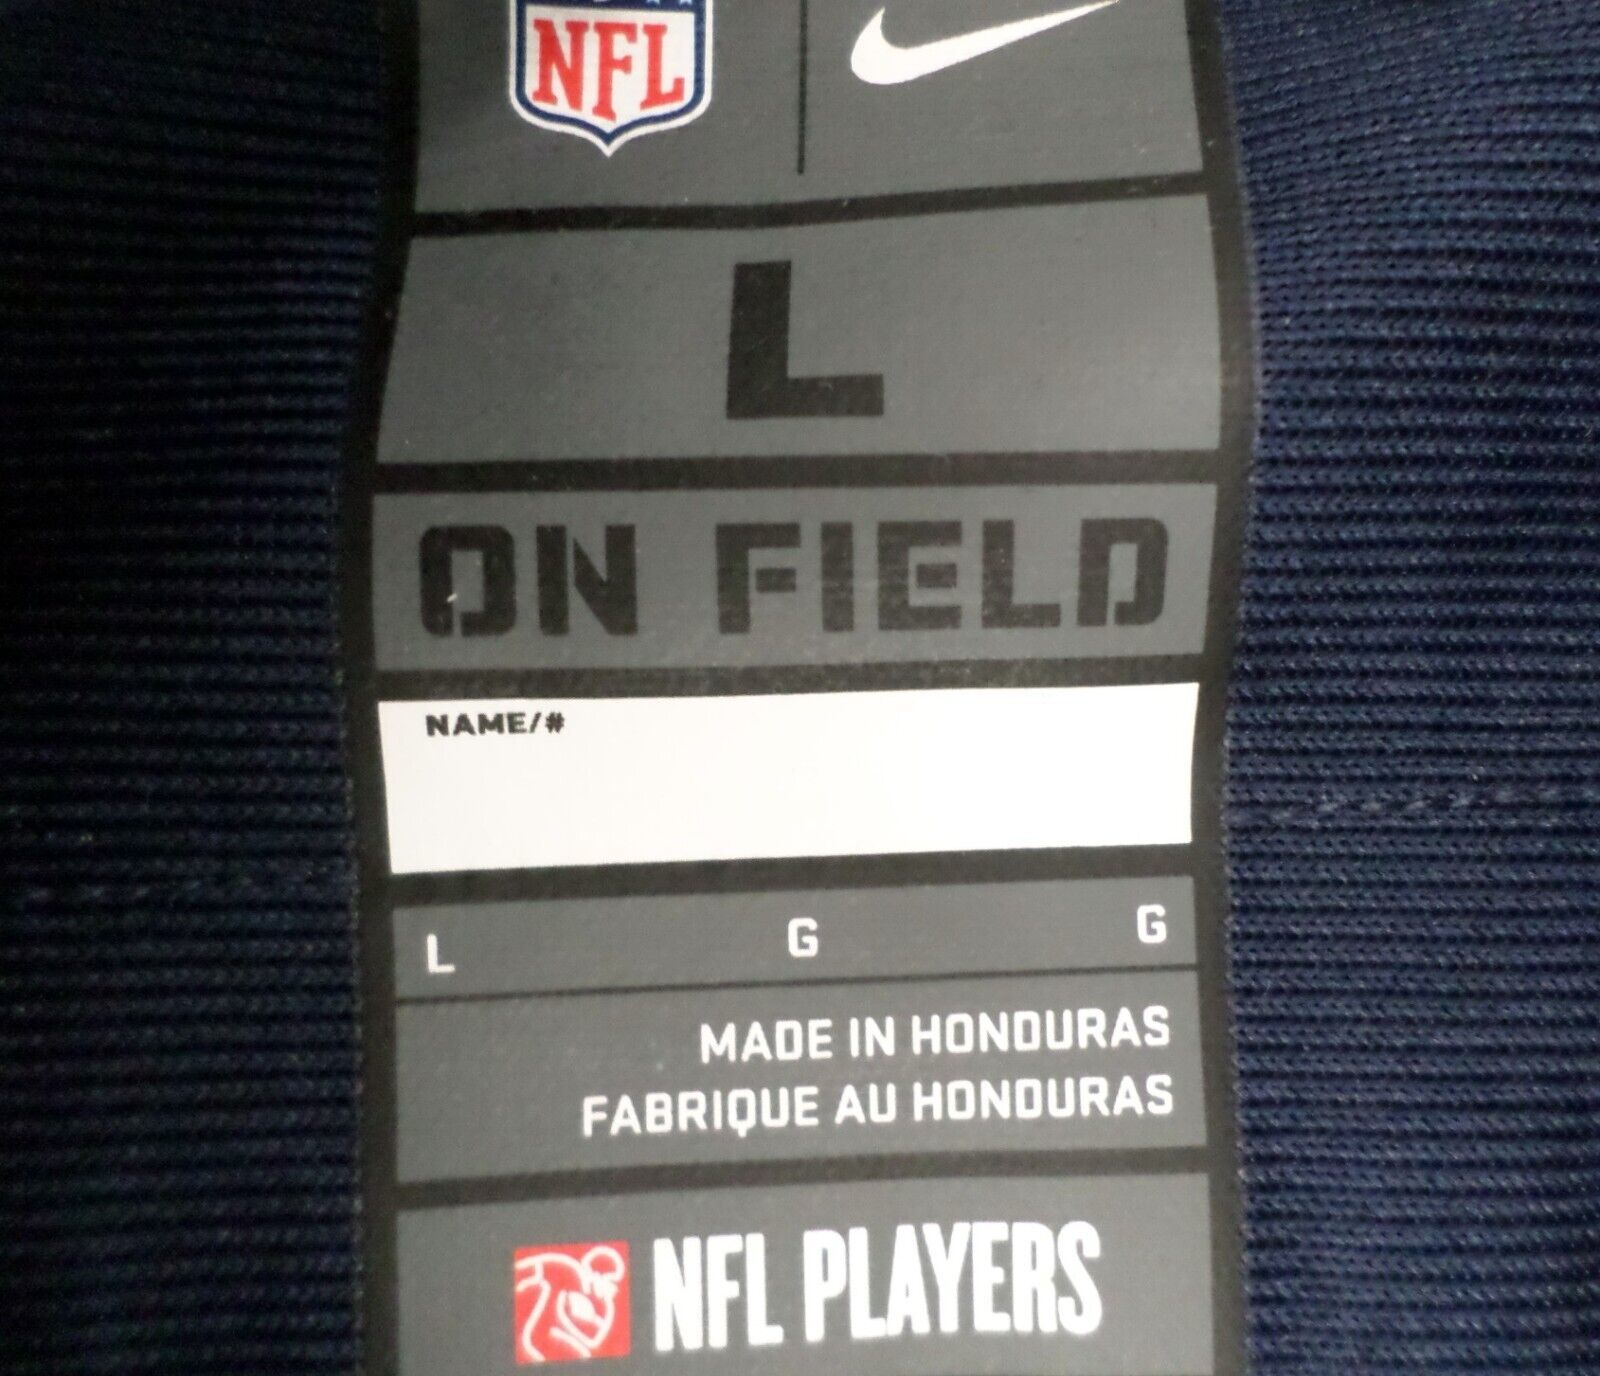 NFL
L
ON FIELD
NAME/#
L G G
MADE IN HONDURAS
FABRIQUE AU HONDURAS
NFL PLAYERS